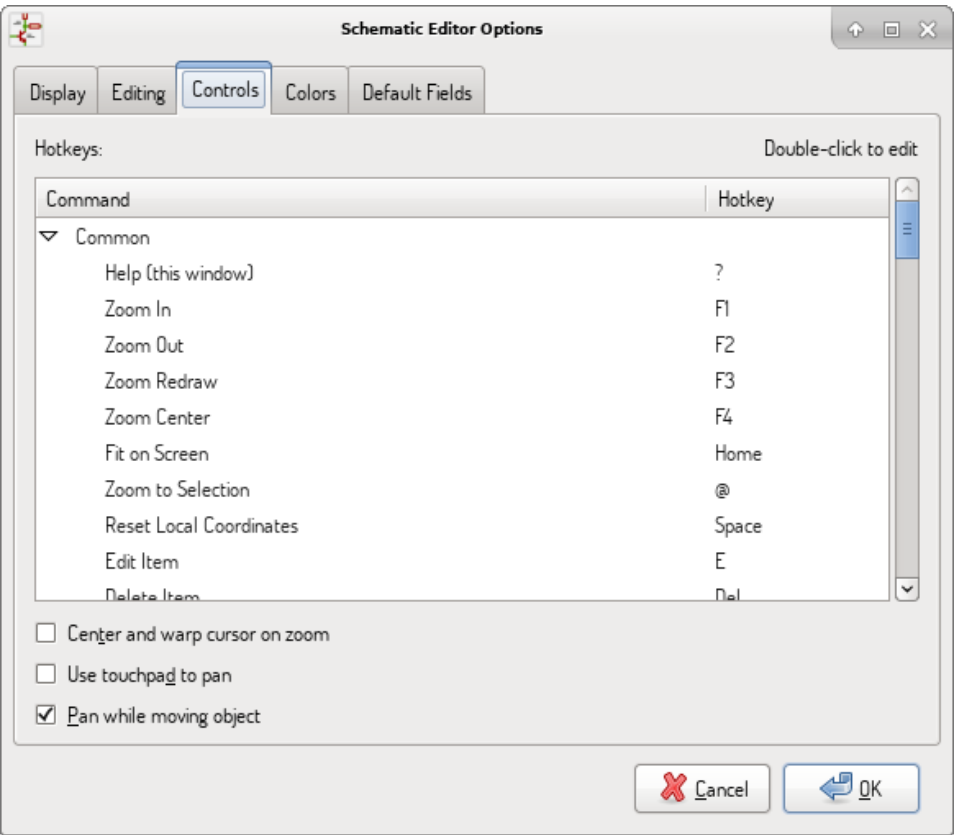 Schematic Editor Options
Display Editing Controls Colors Default Fields
Hotkeys: Double-click to edit
Command Hotkey
Common
Help (this window) ?
Zoom In F1
Zoom Out F2
Zoom Redraw F3
Zoom Center F4
Fit on Screen Home
Zoom to Selection @
Reset Local Coordinates Space
Edit Item E
Delete Item Del
Center and warp cursor on zoom
Use touchpad to pan
Pan while moving object
Cancel OK